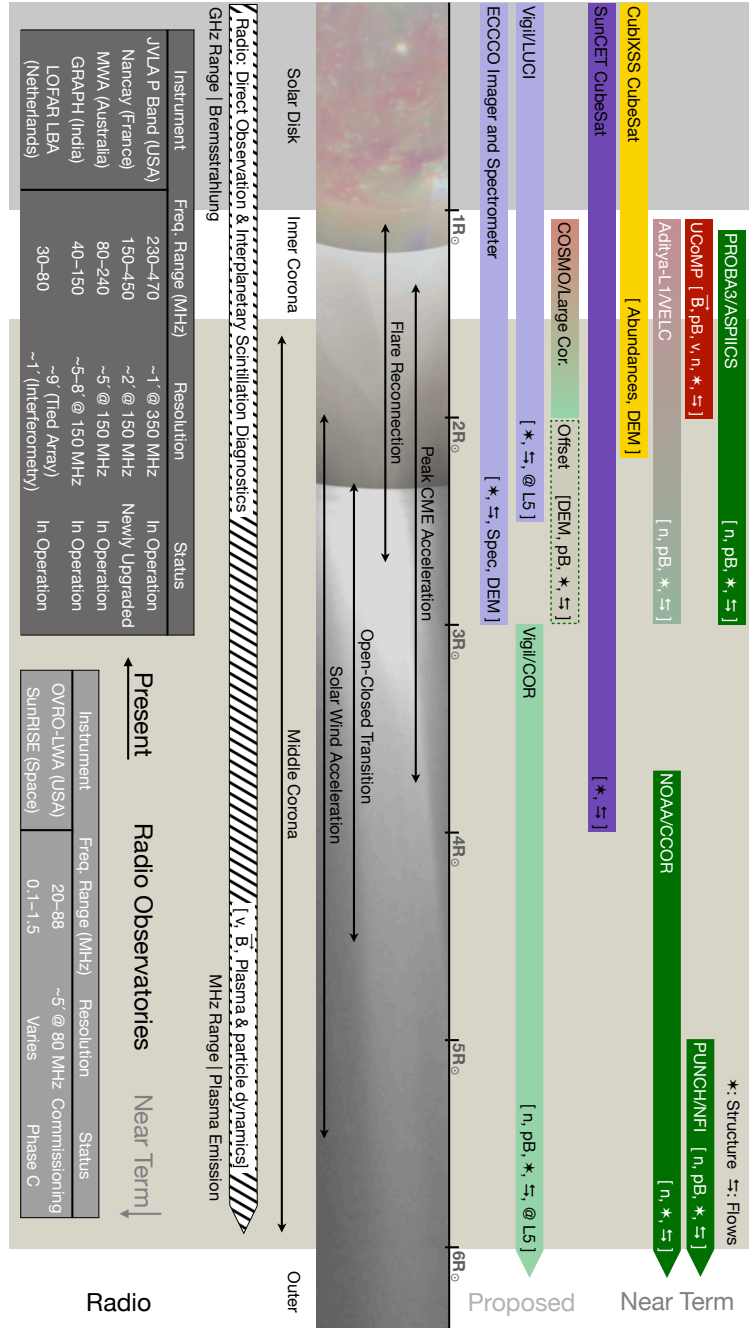 ✶: Structure ⇆: Flows
Near Term
PROBA3/ASPIICS [ n, pB, ✶, ⇆ ]
UCoMP [ B⃗, pB, v, n, ✶, ⇆ ]
PUNCH/NFI [ n, pB, ✶, ⇆ ]
Aditya-L1/VELC [ n, pB, ✶, ⇆ ]
NOAA/CCOR [ n, ✶, ⇆ ]
CubIXSS CubeSat [ Abundances, DEM ]
SunCET CubeSat [ ✶, ⇆ ]
Proposed
COSMO/Large Cor. Offset [DEM, pB, ✶, ⇆ ]
Vigil/LUCI [ ✶, ⇆, @ L5 ]
Vigil/COR [ n, pB, ✶, ⇆, @ L5 ]
ECCCO Imager and Spectrometer [ ✶, ⇆, Spec, DEM ]
1R☉ 2R☉ 3R☉ 4R☉ 5R☉ 6R☉
Peak CME Acceleration
Flare Reconnection
Open-Closed Transition
Solar Wind Acceleration
Solar Disk Inner Corona Middle Corona Outer
Radio: Direct Observation & Interplanetary Scintillation Diagnostics [ v, B⃗, Plasma & particle dynamics]
GHz Range | Bremsstrahlung MHz Range | Plasma Emission
Radio
Present Radio Observatories Near Term
Instrument Freq. Range (MHz) Resolution Status
JVLA P Band (USA) 230–470 ~1′ @ 350 MHz In Operation
Nancay (France) 150–450 ~2′ @ 150 MHz Newly Upgraded
MWA (Australia) 80–240 ~5′ @ 150 MHz In Operation
GRAPH (India) 40–150 ~5–8′ @ 150 MHz In Operation
LOFAR LBA (Netherlands) 30–80 ~9′ (Tied Array) ~1′ (Interferometry) In Operation
Instrument Freq. Range (MHz) Resolution Status
OVRO-LWA (USA) 20–88 ~5′ @ 80 MHz Commissioning
SunRISE (Space) 0.1–1.5 Varies Phase C